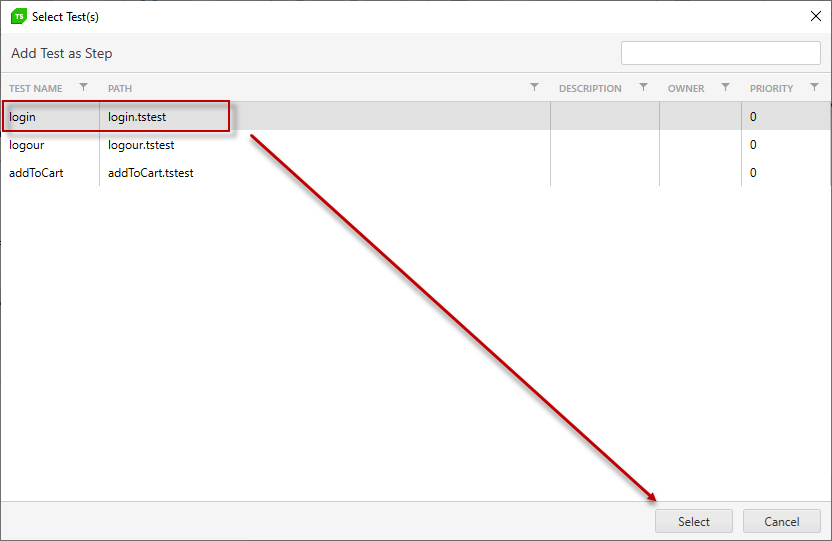 TS Select Test(s)
Add Test as Step
TEST NAME PATH DESCRIPTION OWNER PRIORITY
login login.tstest 0
logour logour.tstest 0
addToCart addToCart.tstest 0
Select Cancel